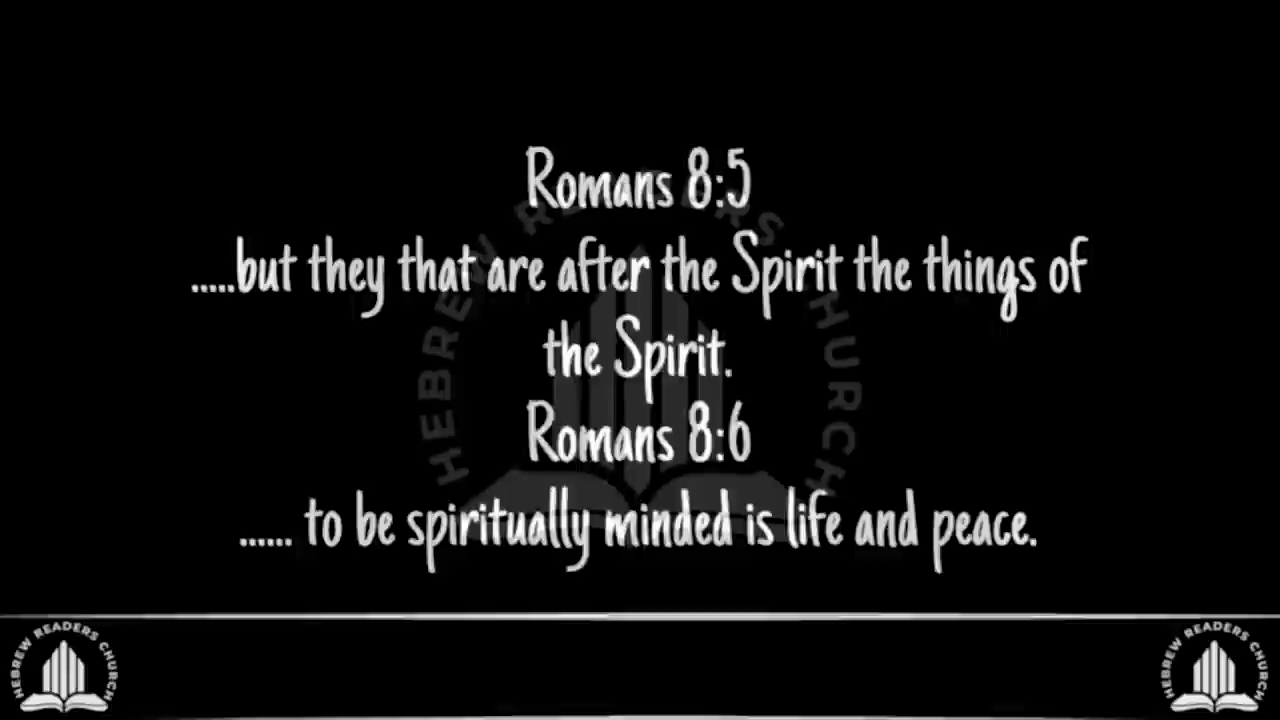 Romans 8:5
.....but they that are after the Spirit the things of
the Spirit.
Romans 8:6
...... to be spiritually minded is life and peace.
HEBREW READERS CHURCH
HEBREW READERS CHURCH
HEBREW READERS CHURCH